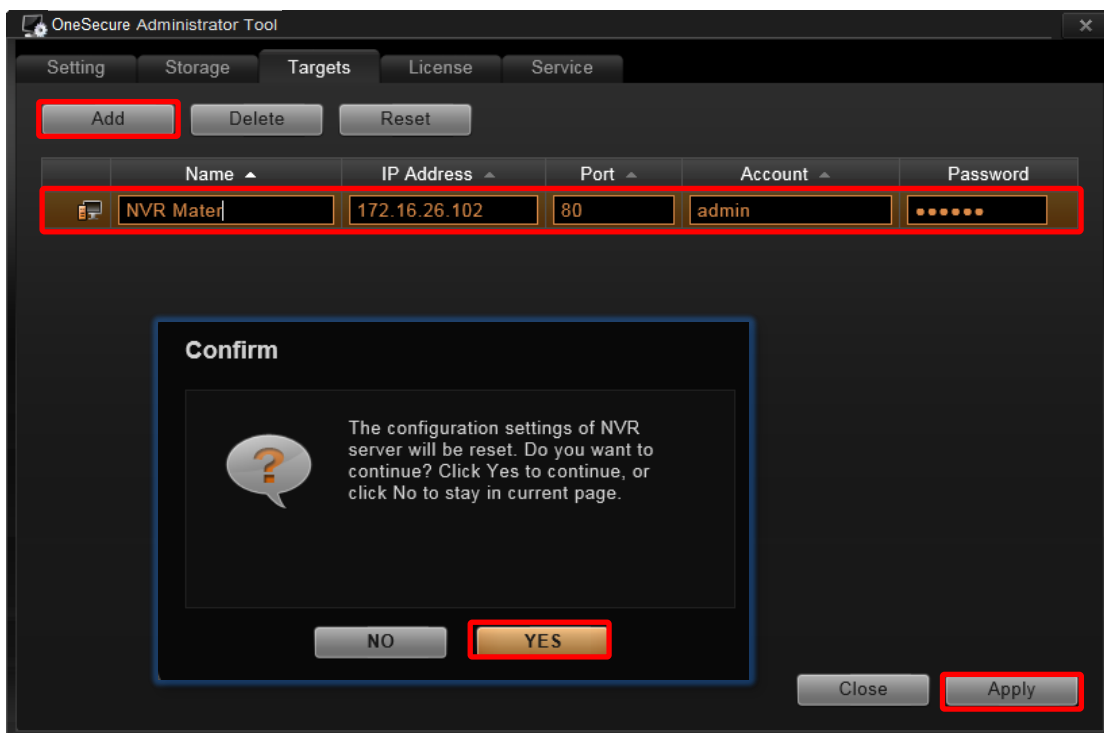 OneSecure Administrator Tool
Setting Storage Targets License Service
Add Delete Reset
Name IP Address Port Account Password
NVR Mater 172.16.26.102 80 admin ●●●●●●
Confirm
The configuration settings of NVR
server will be reset. Do you want to
continue? Click Yes to continue, or
click No to stay in current page.
NO YES
Close Apply